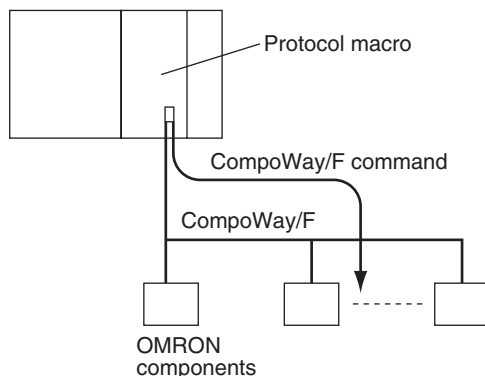 Protocol macro
CompoWay/F command
CompoWay/F
OMRON
components